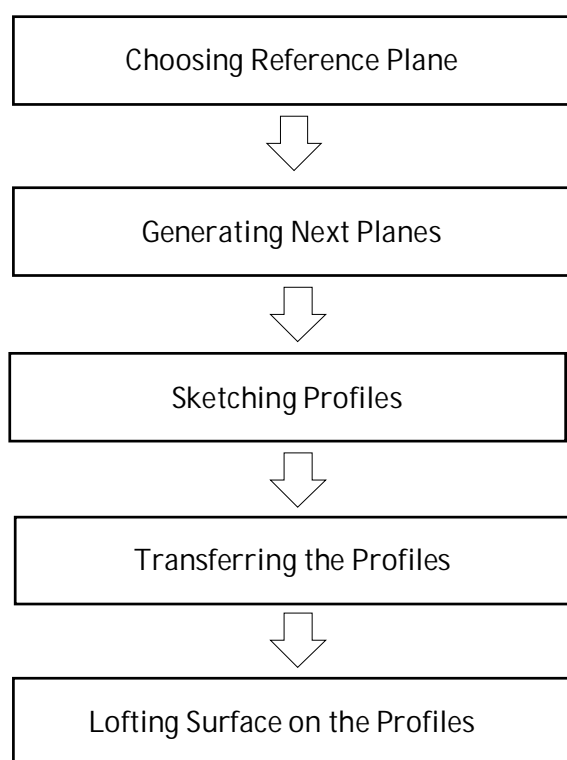 Choosing Reference Plane
Generating Next Planes
Sketching Profiles
Transferring the Profiles
Lofting Surface on the Profiles